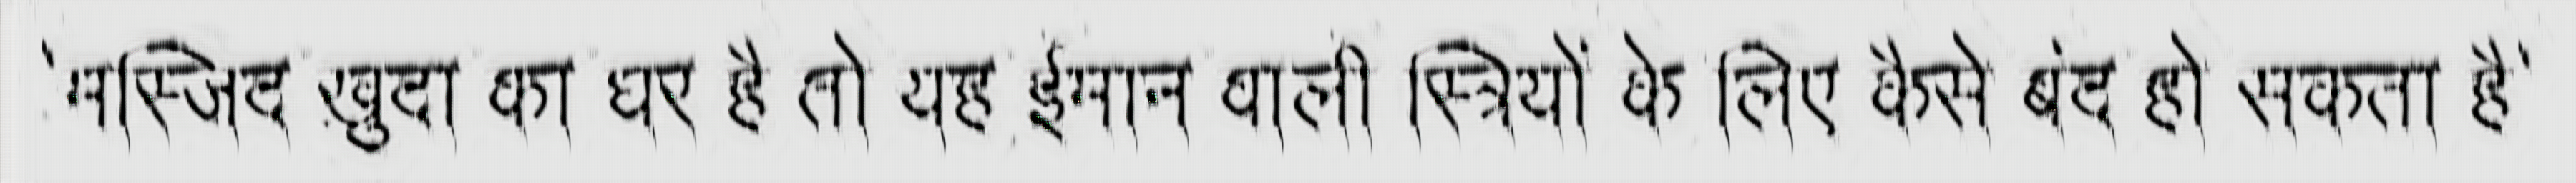 'मस्जिद ख़ुदा का घर है तो यह ईमान वाली स्त्रियों के लिए कैसे बंद हो सकता है'